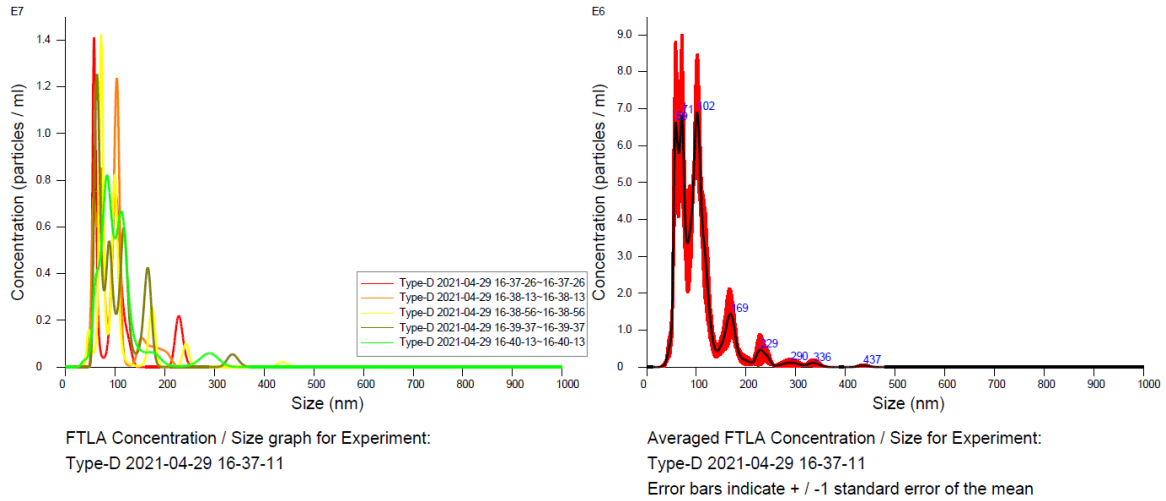 E7
Concentration (particles / ml)
1.4
1.2
1.0
0.8
0.6
0.4
0.2
0
0 100 200 300 400 500 600 700 800 900 1000
Size (nm)
Type-D 2021-04-29 16-37-26~16-37-26
Type-D 2021-04-29 16-38-13~16-38-13
Type-D 2021-04-29 16-38-56~16-38-56
Type-D 2021-04-29 16-39-37~16-39-37
Type-D 2021-04-29 16-40-13~16-40-13
FTLA Concentration / Size graph for Experiment:
Type-D 2021-04-29 16-37-11
E6
Concentration (particles / ml)
9.0
8.0
7.0
6.0
5.0
4.0
3.0
2.0
1.0
0
71
102
169
229
290
336
437
0 100 200 300 400 500 600 700 800 900 1000
Size (nm)
Averaged FTLA Concentration / Size for Experiment:
Type-D 2021-04-29 16-37-11
Error bars indicate + / -1 standard error of the mean